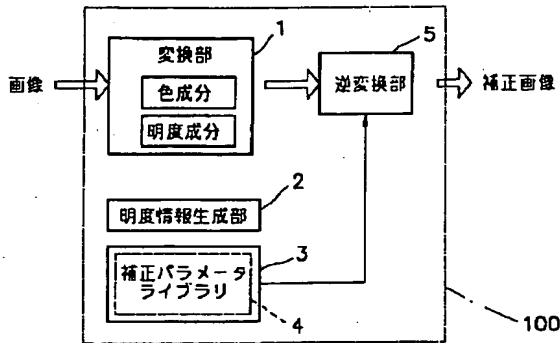 1
変換部
色成分
明度成分
画像
5
逆変換部
補正画像
2
明度情報生成部
3
補正パラメータ
ライブラリ
4
100